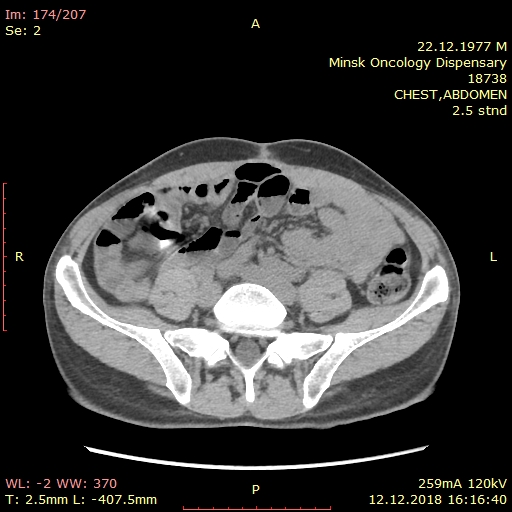 Im: 174/207
Se: 2
A
22.12.1977 M
Minsk Oncology Dispensary
18738
CHEST,ABDOMEN
2.5 stnd
R
L
WL: -2 WW: 370
T: 2.5mm L: -407.5mm
P
259mA 120kV
12.12.2018 16:16:40